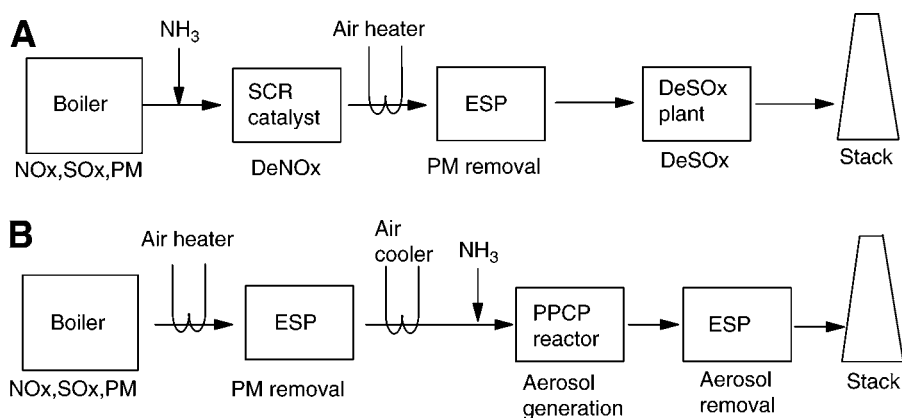 A
NH3
Air heater
Boiler
SCR
catalyst
ESP
DeSOx
plant
NOx,SOx,PM
DeNOx
PM removal
DeSOx
Stack
B
Air heater
Air
cooler
NH3
Boiler
ESP
PPCP
reactor
ESP
NOx,SOx,PM
PM removal
Aerosol
generation
Aerosol
removal
Stack